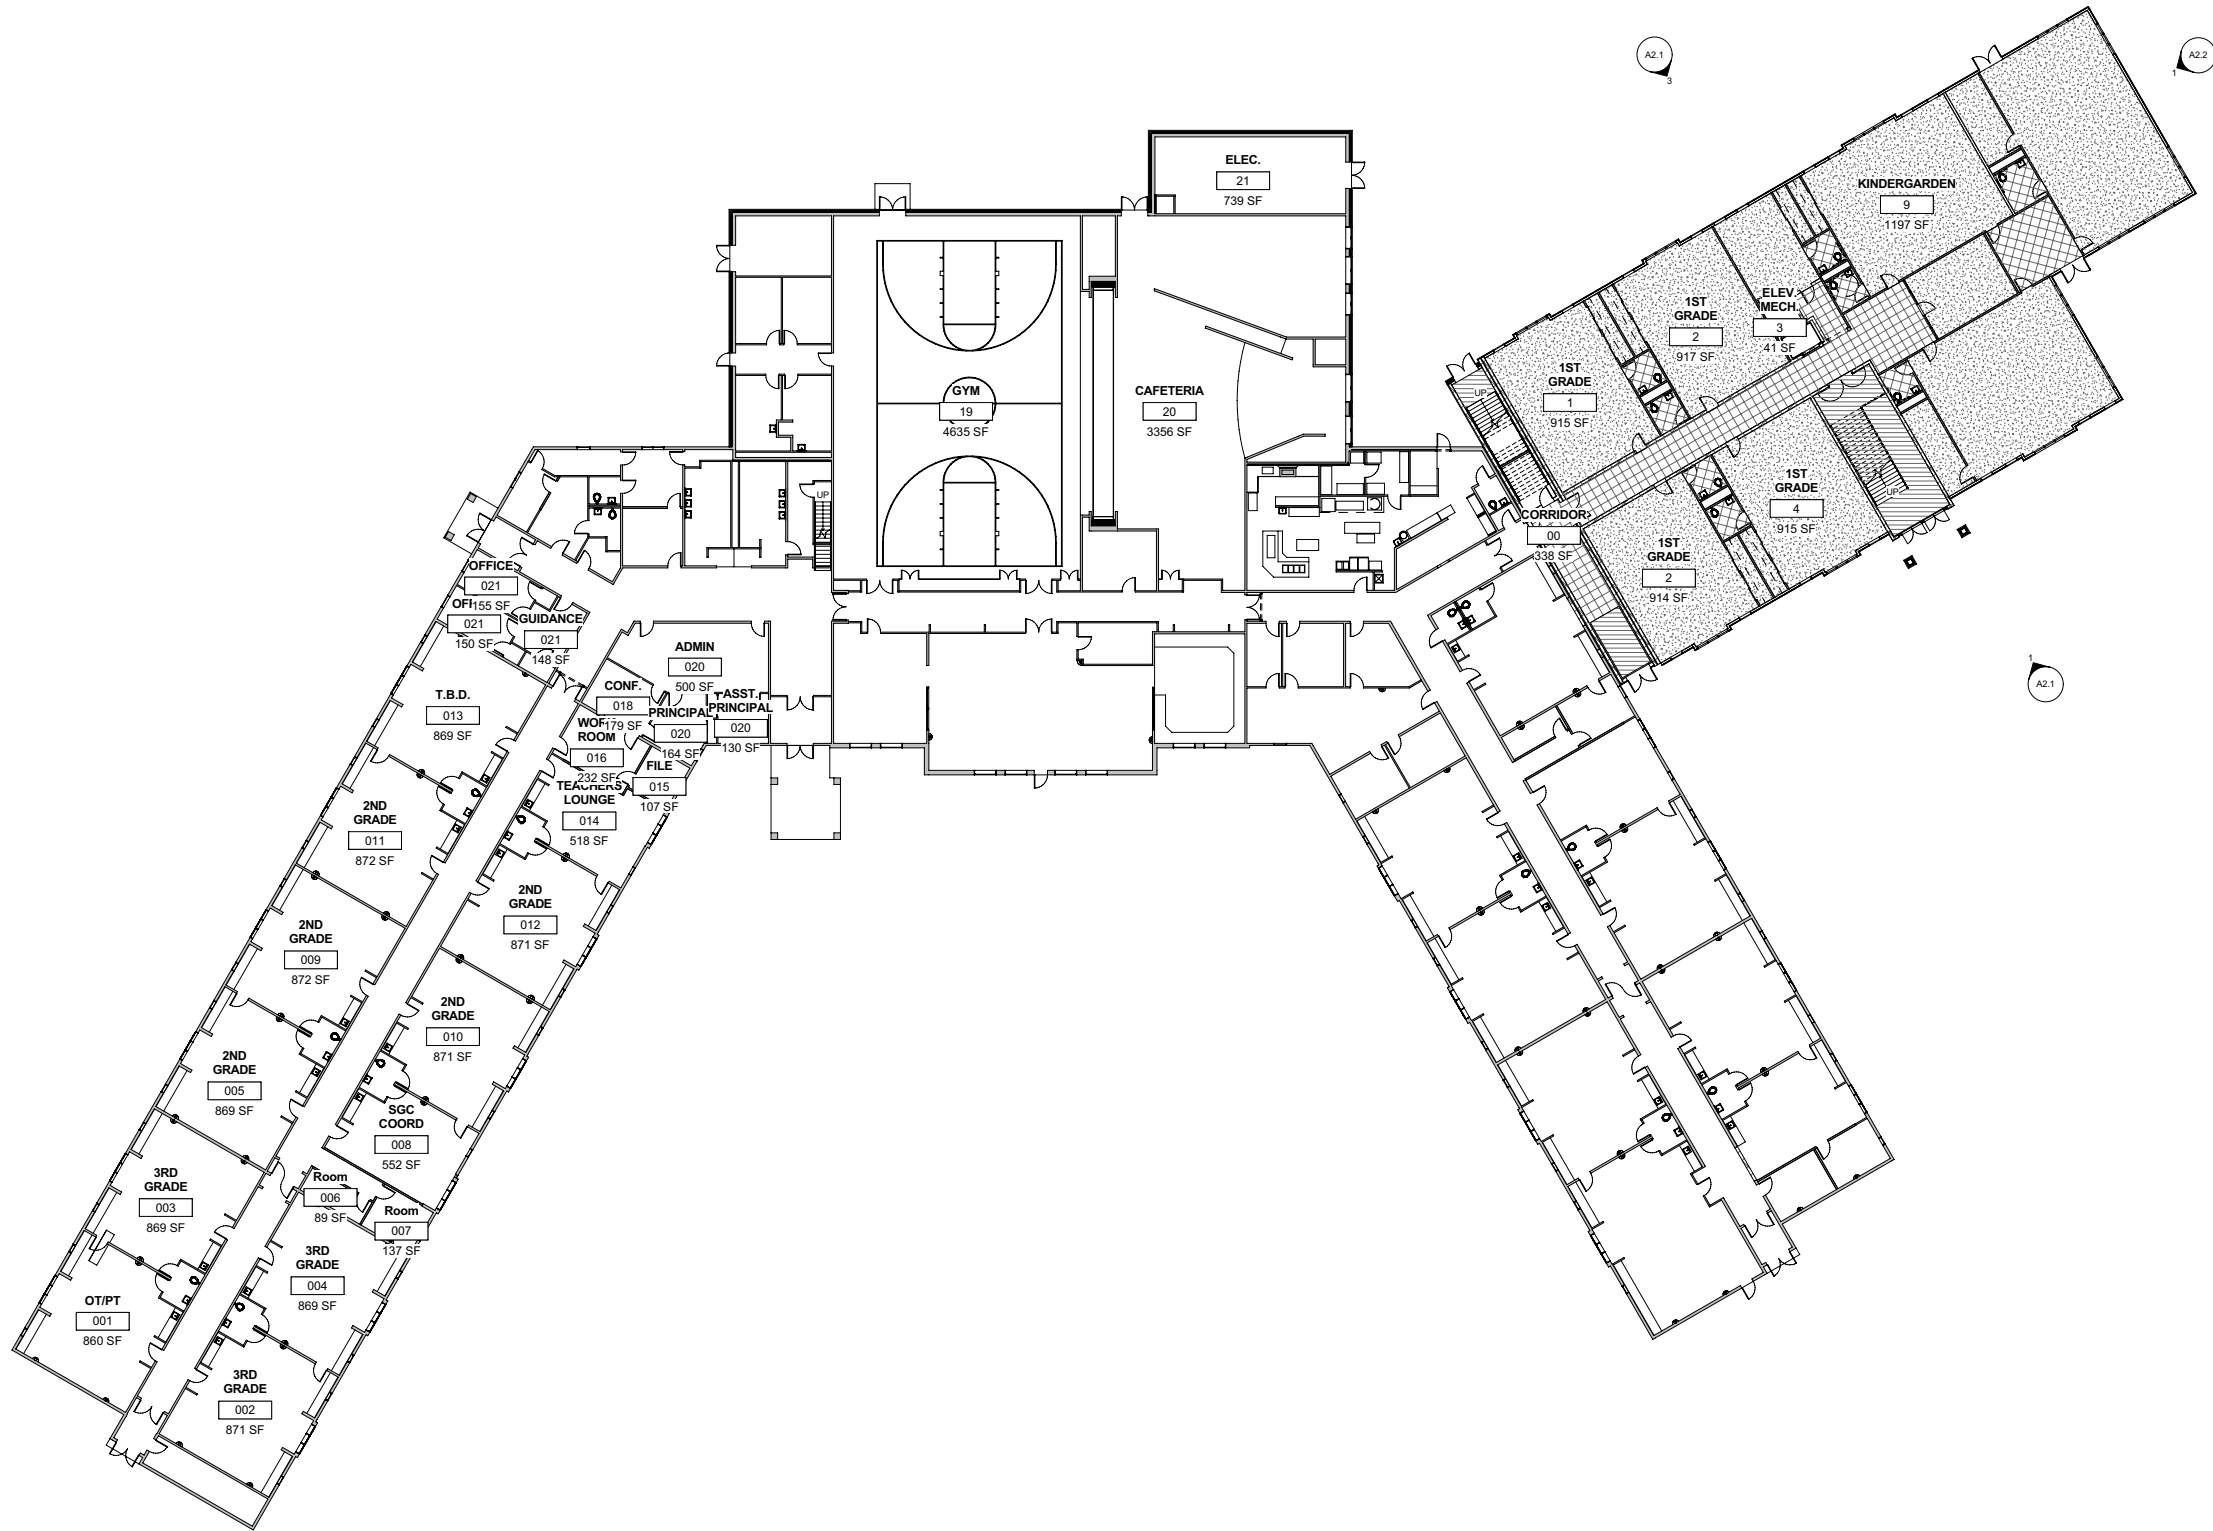 A2.1
3
A2.2
1
ELEC.
21
739 SF
KINDERGARDEN
9
1197 SF
ELEV.
MECH.
3
41 SF
1ST
GRADE
2
917 SF
1ST
GRADE
1
915 SF
GYM
19
4635 SF
CAFETERIA
20
3356 SF
UP
UP
UP
1ST
GRADE
4
915 SF
CORRIDOR
00
338 SF
1ST
GRADE
2
914 SF
1
A2.1
OFFICE
021
155 SF
021
150 SF
GUIDANCE
021
148 SF
ADMIN
020
500 SF
CONF.
018
179 SF
PRINCIPAL
020
164 SF
ASST.
PRINCIPAL
020
130 SF
T.B.D.
013
869 SF
ROOM
016
232 SF
FILE
015
107 SF
TEACHERS
LOUNGE
014
518 SF
2ND
GRADE
011
872 SF
2ND
GRADE
012
871 SF
2ND
GRADE
009
872 SF
2ND
GRADE
010
871 SF
2ND
GRADE
005
869 SF
SGC
COORD
008
552 SF
3RD
GRADE
003
869 SF
Room
006
89 SF
Room
007
137 SF
3RD
GRADE
004
869 SF
OT/PT
001
860 SF
3RD
GRADE
002
871 SF